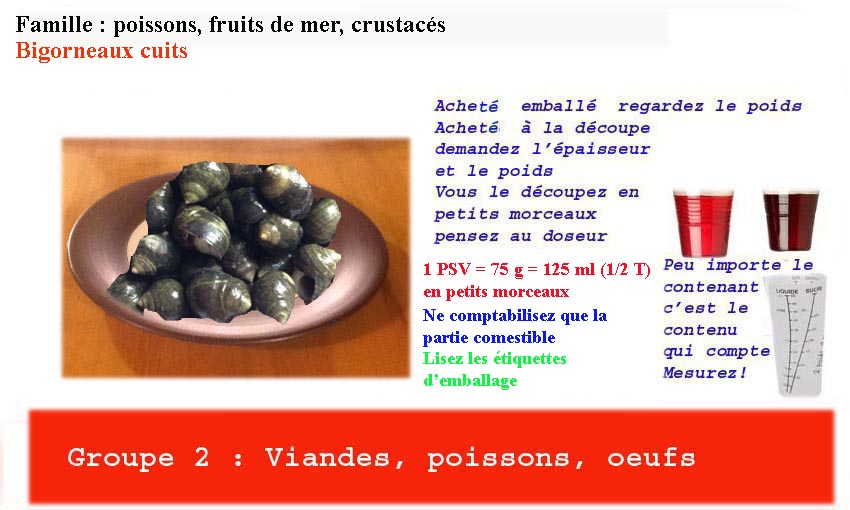 Famille : poissons, fruits de mer, crustacés
Bigorneaux cuits
Acheté emballé regardez le poids
Acheté à la découpe
demandez l'épaisseur
et le poids
Vous le découpez en
petits morceaux
pensez au doseur
1 PSV = 75 g = 125 ml (1/2 T)
en petits morceaux
Ne comptabilisez que la
partie comestible
Lisez les étiquettes
d'emballage
Peu importe le
contenant
c'est le
contenu
qui compte
Mesurez!
LIQUIDE SUCRE
Groupe 2 : Viandes, poissons, oeufs